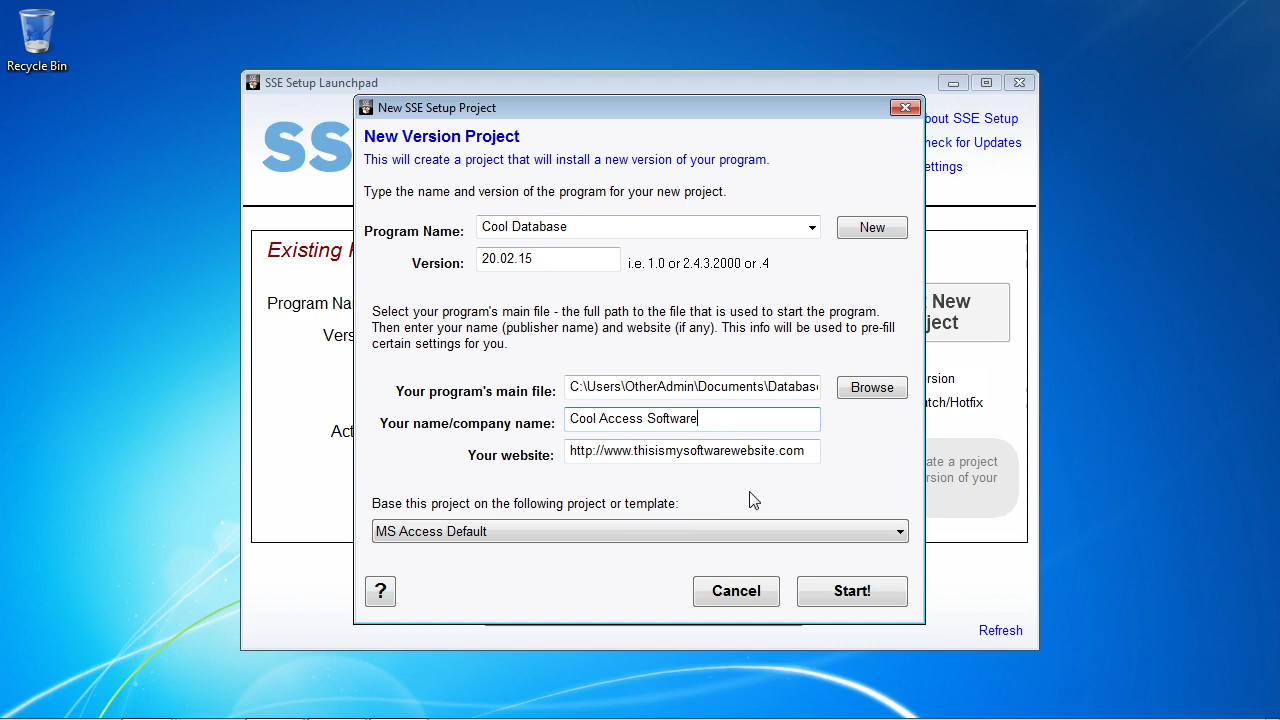 Recycle Bin
SSE Setup Launchpad
New SSE Setup Project
SS
New Version Project
This will create a project that will install a new version of your program.
Type the name and version of the program for your new project.
Program Name: Cool Database New
Version: 20.02.15 i.e. 1.0 or 2.4.3.2000 or .4
Select your program's main file - the full path to the file that is used to start the program.
Then enter your name (publisher name) and website (if any). This info will be used to pre-fill
certain settings for you.
Your program's main file: C:\Users\OtherAdmin\Documents\Database Browse
Your name/company name: Cool Access Software
Your website: http://www.thisismysoftwarewebsite.com
Base this project on the following project or template:
MS Access Default
? Cancel Start!
bout SSE Setup
heck for Updates
ettings
Existing
Program Na
Vers
Act
New
ject
rsion
atch/Hotfix
ate a project
rsion of your
Refresh